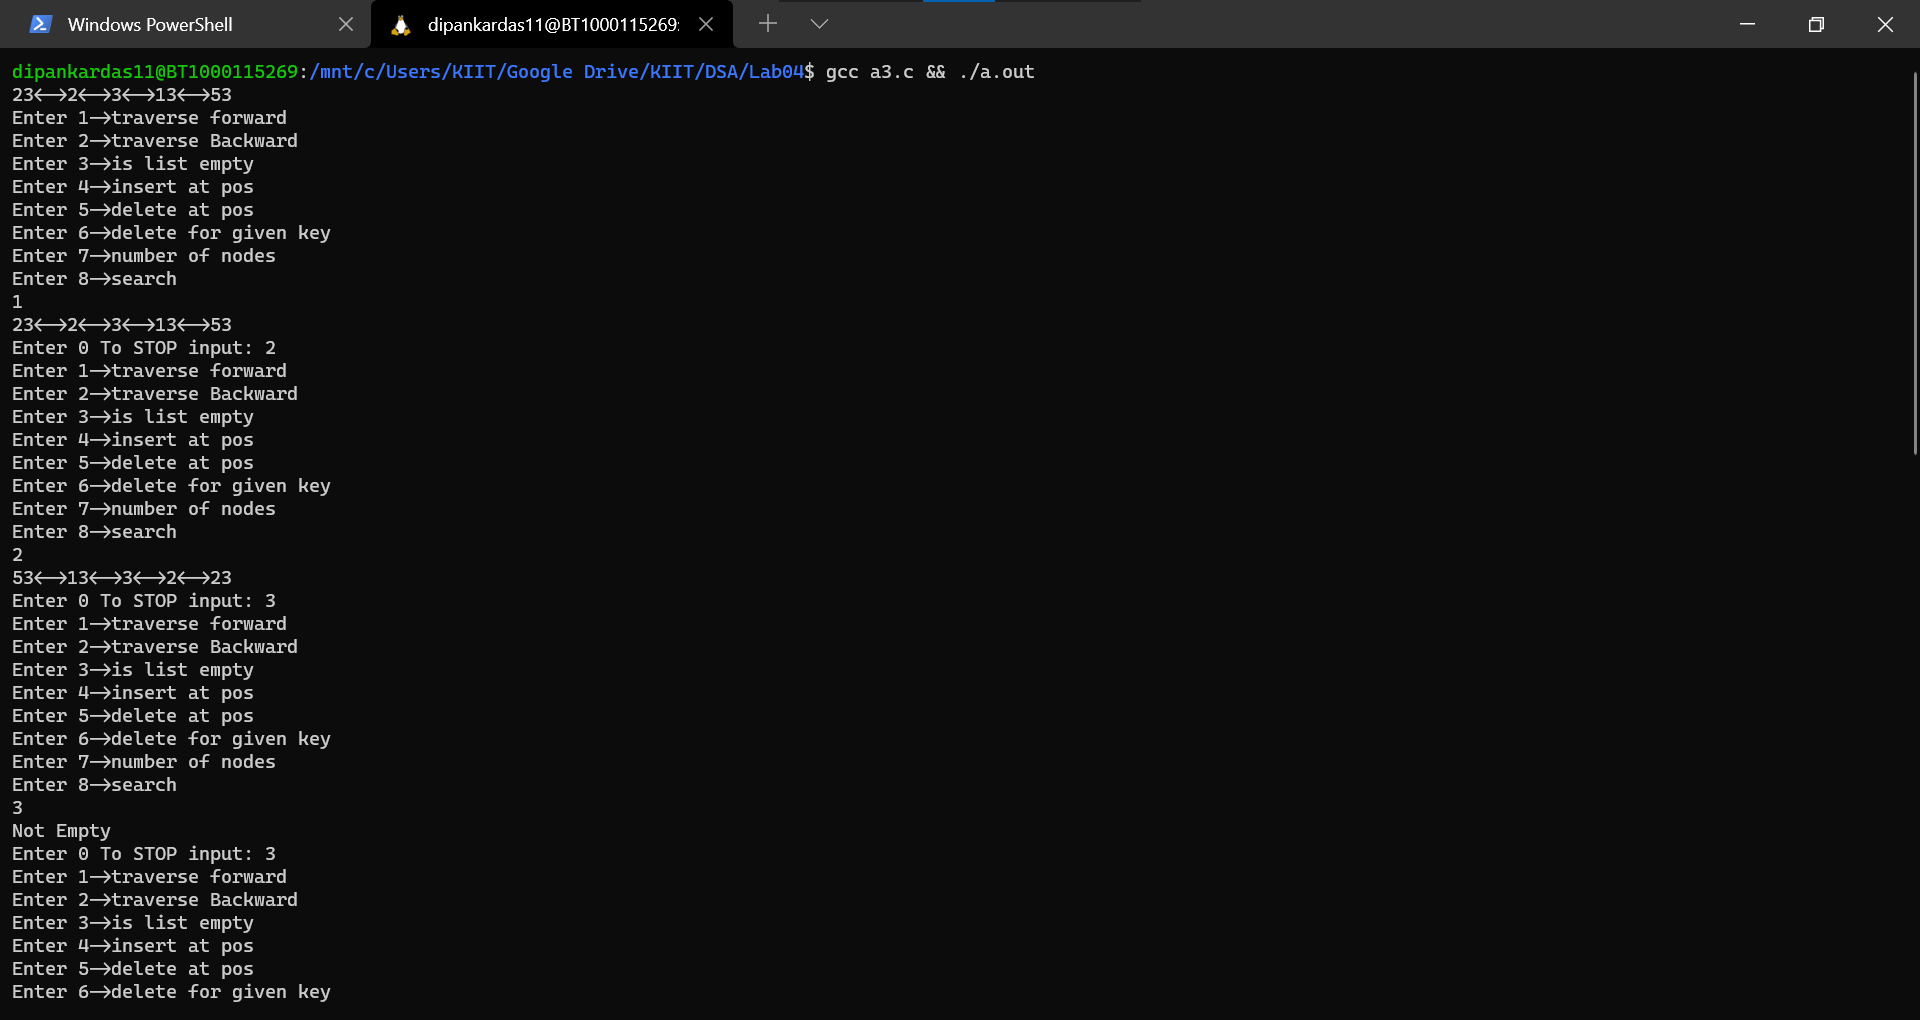 Windows PowerShell
dipankardas11@BT1000115269:
dipankardas11@BT1000115269:/mnt/c/Users/KIIT/Google Drive/KIIT/DSA/Lab04$ gcc a3.c && ./a.out
23<-->2<-->3<-->13<-->53
Enter 1-->traverse forward
Enter 2-->traverse Backward
Enter 3-->is list empty
Enter 4-->insert at pos
Enter 5-->delete at pos
Enter 6-->delete for given key
Enter 7-->number of nodes
Enter 8-->search
1
23<-->2<-->3<-->13<-->53
Enter 0 To STOP input: 2
Enter 1-->traverse forward
Enter 2-->traverse Backward
Enter 3-->is list empty
Enter 4-->insert at pos
Enter 5-->delete at pos
Enter 6-->delete for given key
Enter 7-->number of nodes
Enter 8-->search
2
53<-->13<-->3<-->2<-->23
Enter 0 To STOP input: 3
Enter 1-->traverse forward
Enter 2-->traverse Backward
Enter 3-->is list empty
Enter 4-->insert at pos
Enter 5-->delete at pos
Enter 6-->delete for given key
Enter 7-->number of nodes
Enter 8-->search
3
Not Empty
Enter 0 To STOP input: 3
Enter 1-->traverse forward
Enter 2-->traverse Backward
Enter 3-->is list empty
Enter 4-->insert at pos
Enter 5-->delete at pos
Enter 6-->delete for given key